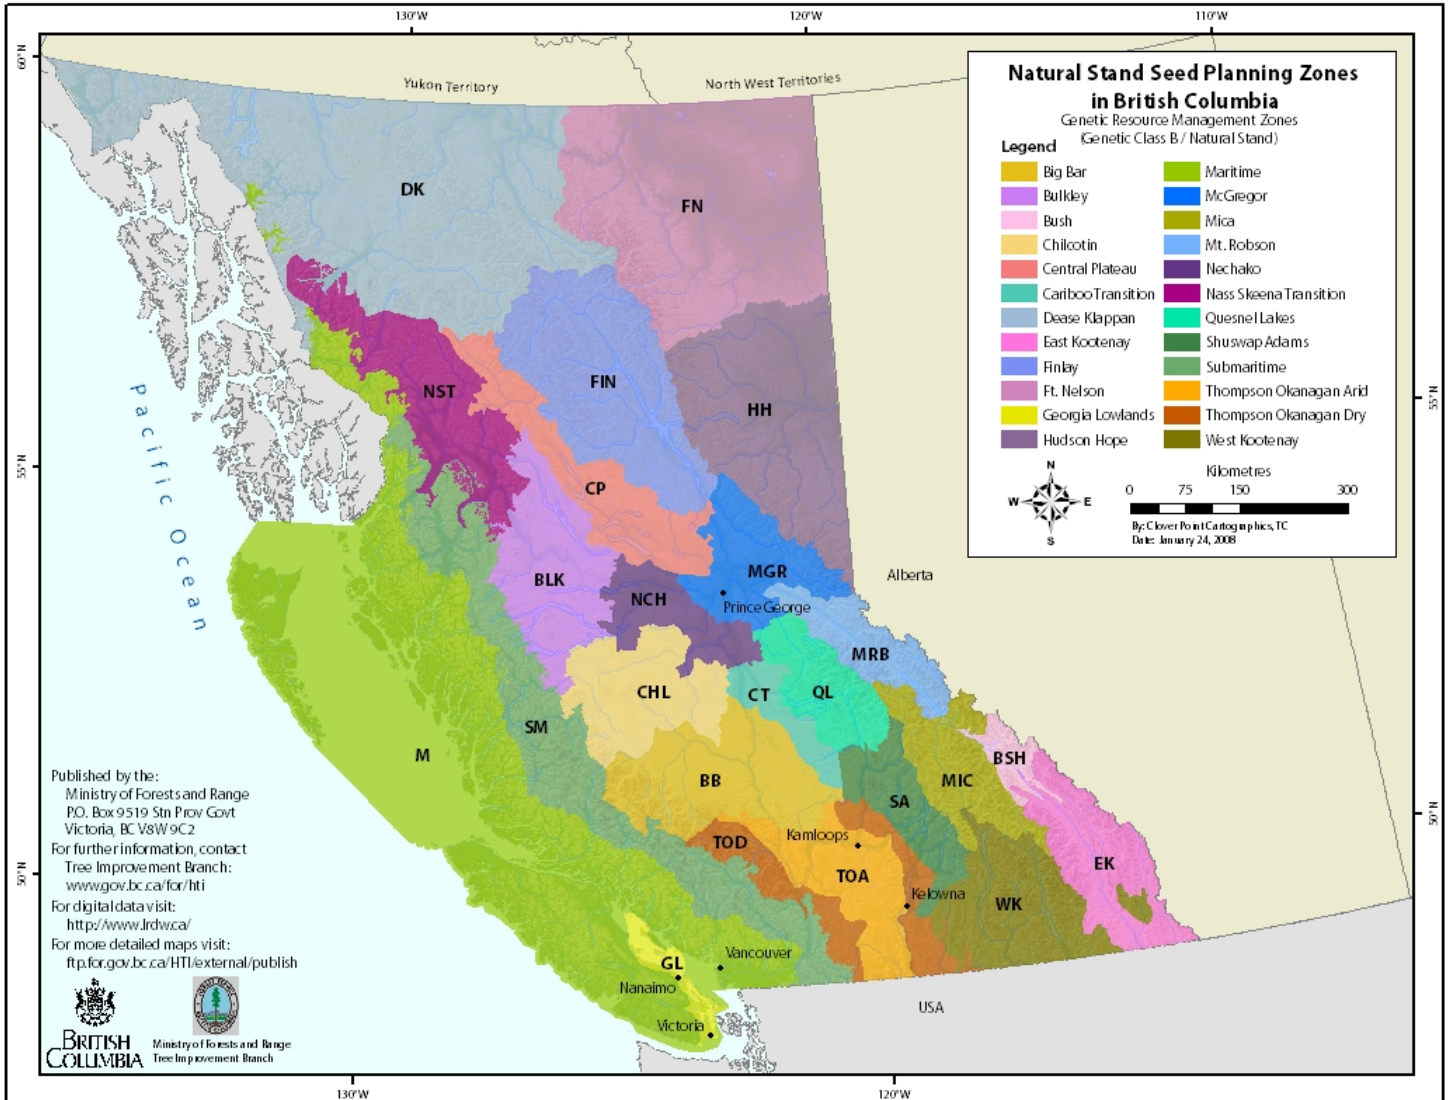 130°W
120°W
110°W
60°N
Yukon Territory
North West Territories
Natural Stand Seed Planning Zones
in British Columbia
Genetic Resource Management Zones
(Genetic Class B / Natural Stand)
Legend
Big Bar
Bulkley
Bush
Chilcotin
Central Plateau
Cariboo Transition
Dease Klappan
East Kootenay
Finlay
Ft. Nelson
Georgia Lowlands
Hudson Hope
Maritime
McGregor
Mica
Mt. Robson
Nechako
Nass Skeena Transition
Quesnel Lakes
Shuswap Adams
Submaritime
Thompson Okanagan Arid
Thompson Okanagan Dry
West Kootenay
N
W
E
S
Kilometres
0 75 150 300
By: Clover Point Cartographics, TC
Date: January 24, 2008
DK
FN
FIN
NST
HH
CP
BLK
NCH
MGR
Prince George
Alberta
MRB
CHL
CT
QL
SM
M
BB
MIC
BSH
SA
TOD
Kamloops
TOA
EK
Kelowna
WK
GL
Vancouver
Nanaimo
Victoria
USA
Pacific Ocean
55°N
55°N
50°N
50°N
Published by the:
Ministry of Forests and Range
P.O. Box 9519 Stn Prov Govt
Victoria, BC V8W 9C2
For further information, contact
Tree Improvement Branch:
www.gov.bc.ca/for/hti
For digital data visit:
http://www.lrdw.ca/
For more detailed maps visit:
ftp.for.gov.bc.ca/HTI/external/publish
BRITISH
COLUMBIA
Ministry of Forests and Range
Tree Improvement Branch
130°W
120°W